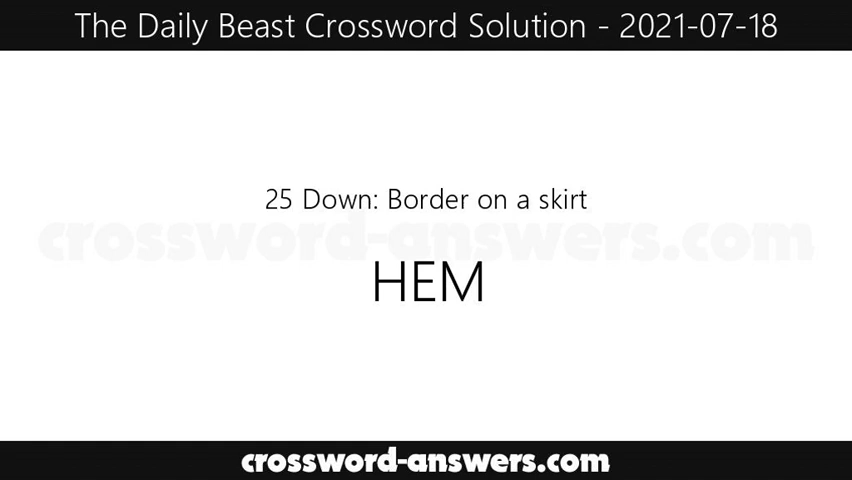 The Daily Beast Crossword Solution - 2021-07-18
25 Down: Border on a skirt
crossword-answers.com
HEM
crossword-answers.com